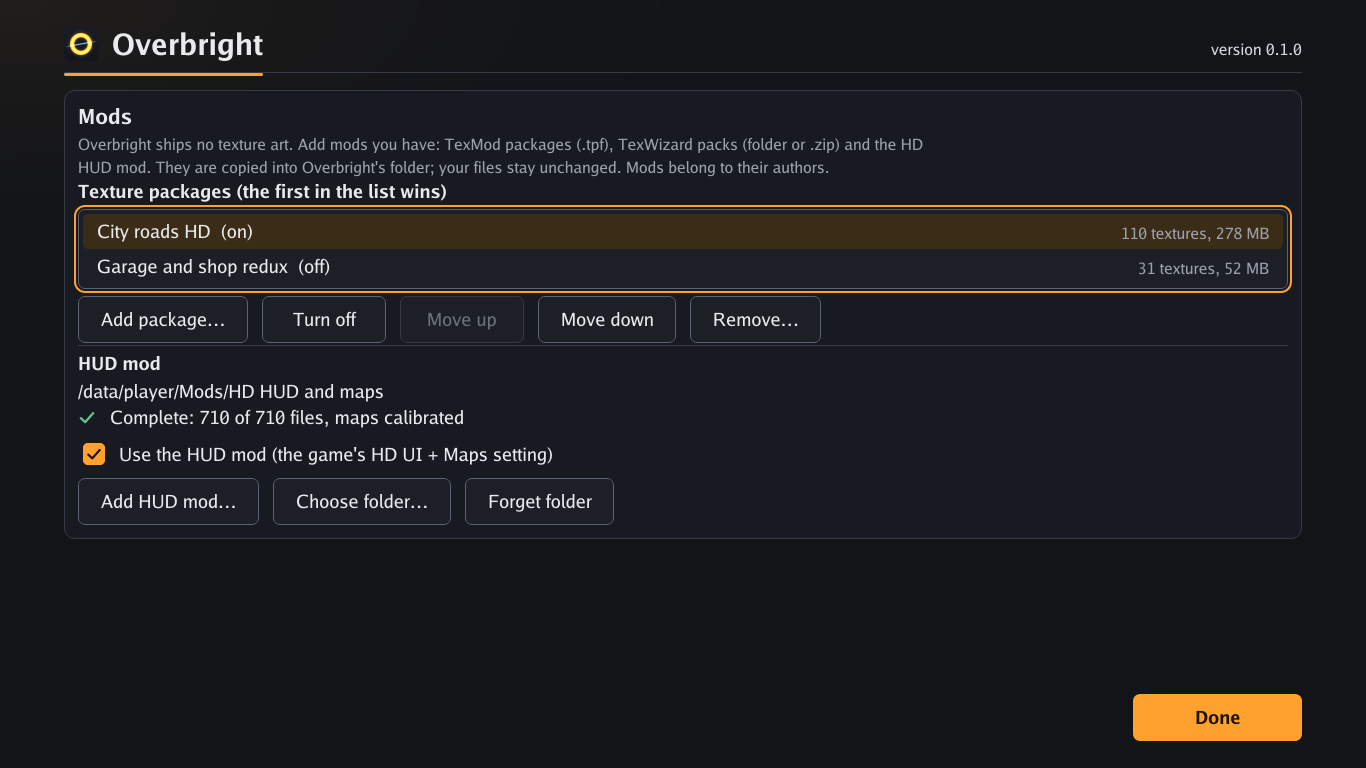 Overbright
version 0.1.0
Mods
Overbright ships no texture art. Add mods you have: TexMod packages (.tpf), TexWizard packs (folder or .zip) and the HD
HUD mod. They are copied into Overbright's folder; your files stay unchanged. Mods belong to their authors.
Texture packages (the first in the list wins)
City roads HD (on) 110 textures, 278 MB
Garage and shop redux (off) 31 textures, 52 MB
Add package... Turn off Move up Move down Remove...
HUD mod
/data/player/Mods/HD HUD and maps
Complete: 710 of 710 files, maps calibrated
Use the HUD mod (the game's HD UI + Maps setting)
Add HUD mod... Choose folder... Forget folder
Done